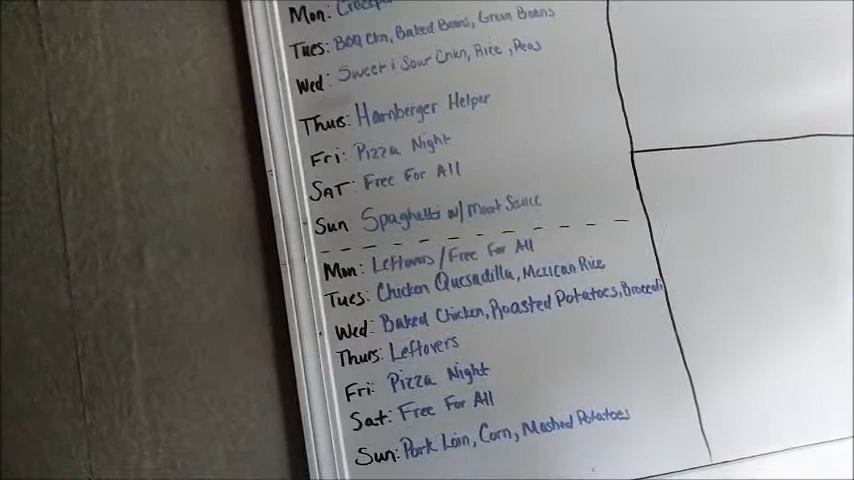 Mon: Crockpot
Tues: BBQ Ckn, Baked Beans, Green Beans
Wed: Sweet & Sour Chkn, Rice, Peas
Thurs: Hamberger Helper
Fri: Pizza Night
Sat: Free For All
Sun Spaghetti w/ Meat Sauce
Mon: Leftovers/Free For All
Tues: Chicken Quesadilla, Mexican Rice
Wed: Baked Chicken, Roasted Potatoes, Broccoli
Thurs: Leftovers
Fri: Pizza Night
Sat: Free For All
Sun: Pork Loin, Corn, Mashed Potatoes